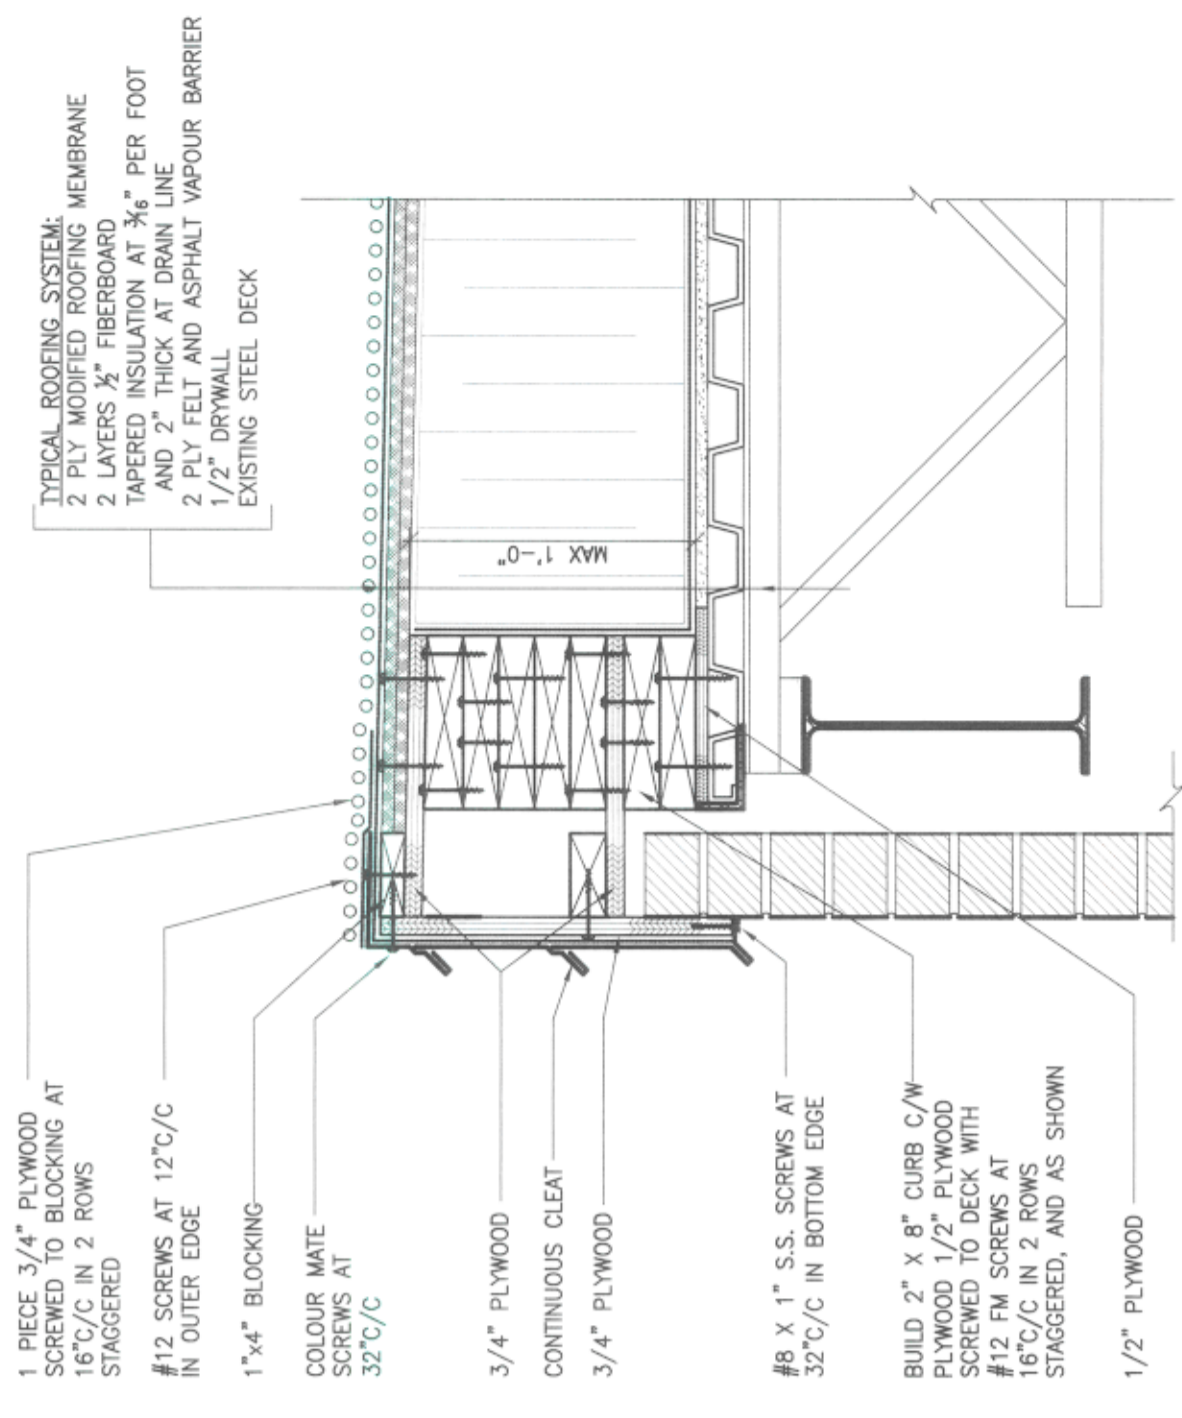 TYPICAL ROOFING SYSTEM:
2 PLY MODIFIED ROOFING MEMBRANE
2 LAYERS ½" FIBERBOARD
TAPERED INSULATION AT 3/16" PER FOOT
AND 2" THICK AT DRAIN LINE
2 PLY FELT AND ASPHALT VAPOUR BARRIER
1/2" DRYWALL
EXISTING STEEL DECK
MAX 1'-0"
1 PIECE 3/4" PLYWOOD
SCREWED TO BLOCKING AT
16"C/C IN 2 ROWS
STAGGERED
#12 SCREWS AT 12"C/C
IN OUTER EDGE
1"x4" BLOCKING
COLOUR MATE
SCREWS AT
32"C/C
3/4" PLYWOOD
CONTINUOUS CLEAT
3/4" PLYWOOD
#8 X 1" S.S. SCREWS AT
32"C/C IN BOTTOM EDGE
BUILD 2" X 8" CURB C/W
PLYWOOD 1/2" PLYWOOD
SCREWED TO DECK WITH
#12 FM SCREWS AT
16"C/C IN 2 ROWS
STAGGERED, AND AS SHOWN
1/2" PLYWOOD